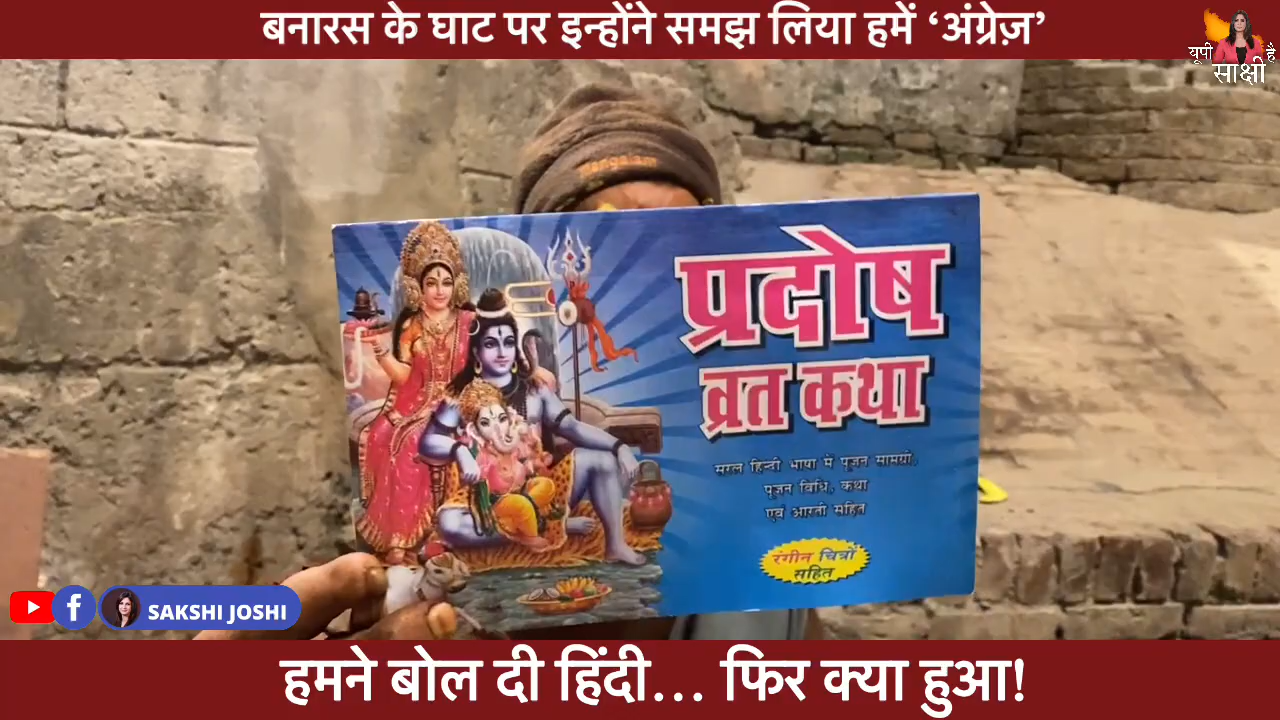 बनारस के घाट पर इन्होंने समझ लिया हमें ‘अंग्रेज़’
यूपी
है
साक्षी
प्रदोष
व्रत कथा
सरल हिन्दी भाषा में पूजन सामग्री,
पूजन विधि, कथा
एवं आरती सहित
रंगीन चित्रों
सहित
SAKSHI JOSHI
हमने बोल दी हिंदी... फिर क्या हुआ!